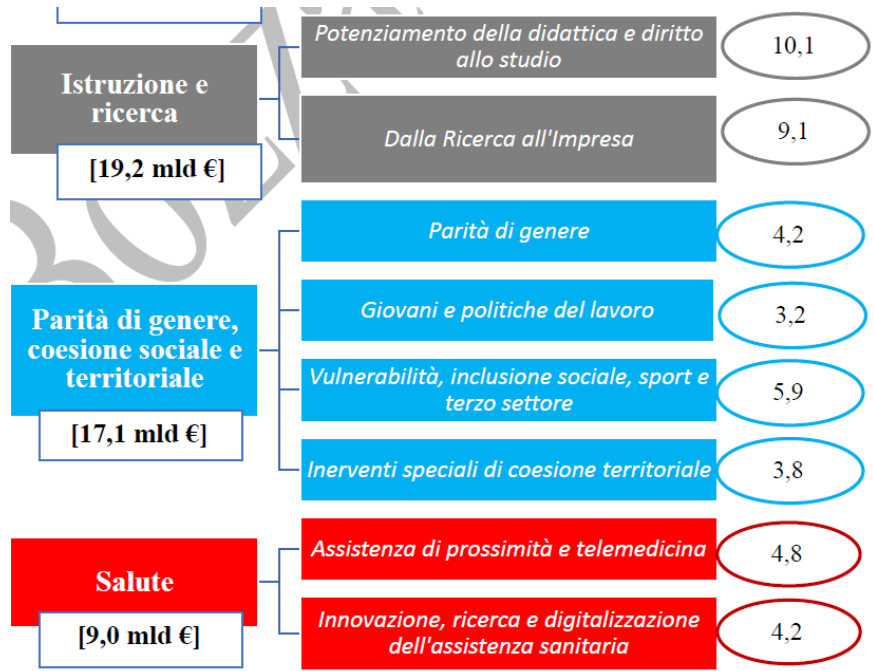 Istruzione e
ricerca
[19,2 mld €]
Potenziamento della didattica e diritto
allo studio
10,1
Dalla Ricerca all'Impresa
9,1
Parità di genere,
coesione sociale e
territoriale
[17,1 mld €]
Parità di genere
4,2
Giovani e politiche del lavoro
3,2
Vulnerabilità, inclusione sociale, sport e
terzo settore
5,9
Inerventi speciali di coesione territoriale
3,8
Salute
[9,0 mld €]
Assistenza di prossimità e telemedicina
4,8
Innovazione, ricerca e digitalizzazione
dell'assistenza sanitaria
4,2